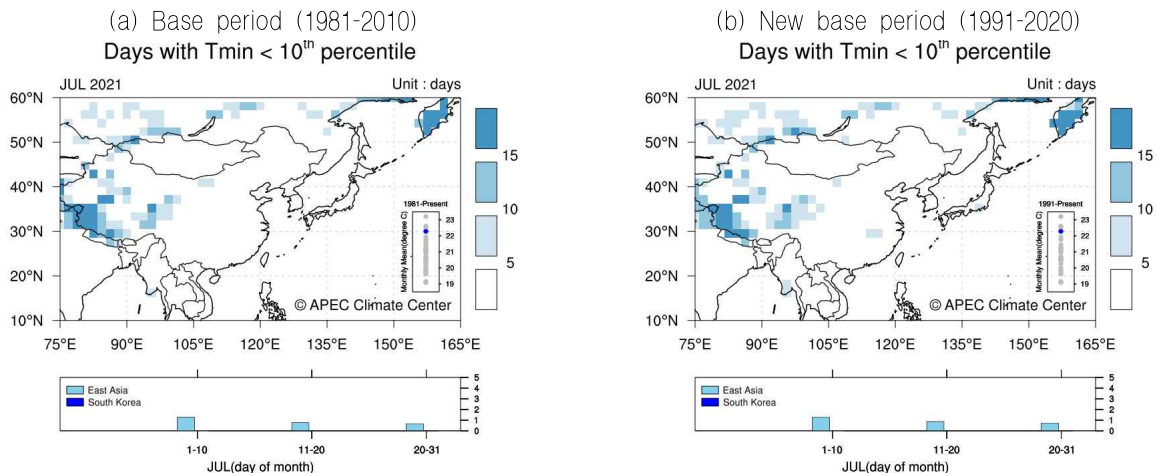 (a) Base period (1981-2010)
Days with Tmin < 10th percentile
JUL 2021
Unit : days
60°N
50°N
40°N
30°N
20°N
10°N
75°E
90°E
105°E
120°E
135°E
150°E
165°E
15
10
5
1981-Present
Monthly Mean(degree C)
23
22
21
20
19
© APEC Climate Center
East Asia
South Korea
5
4
3
2
1
0
1-10
11-20
20-31
JUL(day of month)
(b) New base period (1991-2020)
Days with Tmin < 10th percentile
JUL 2021
Unit : days
60°N
50°N
40°N
30°N
20°N
10°N
75°E
90°E
105°E
120°E
135°E
150°E
165°E
15
10
5
1991-Present
Monthly Mean(degree C)
23
22
21
20
19
© APEC Climate Center
East Asia
South Korea
5
4
3
2
1
0
1-10
11-20
20-31
JUL(day of month)